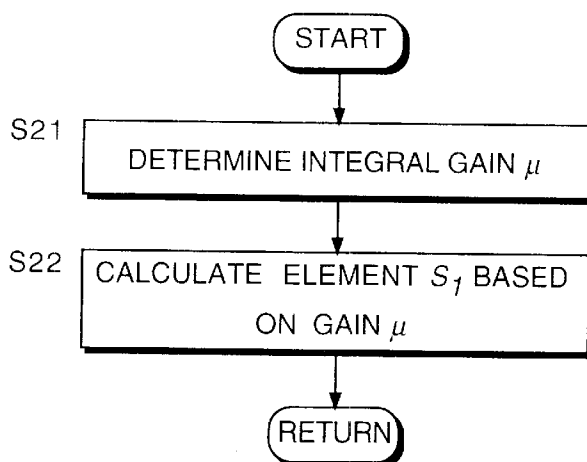 START
S21
DETERMINE INTEGRAL GAIN μ
S22
CALCULATE ELEMENT S₁ BASED
ON GAIN μ
RETURN